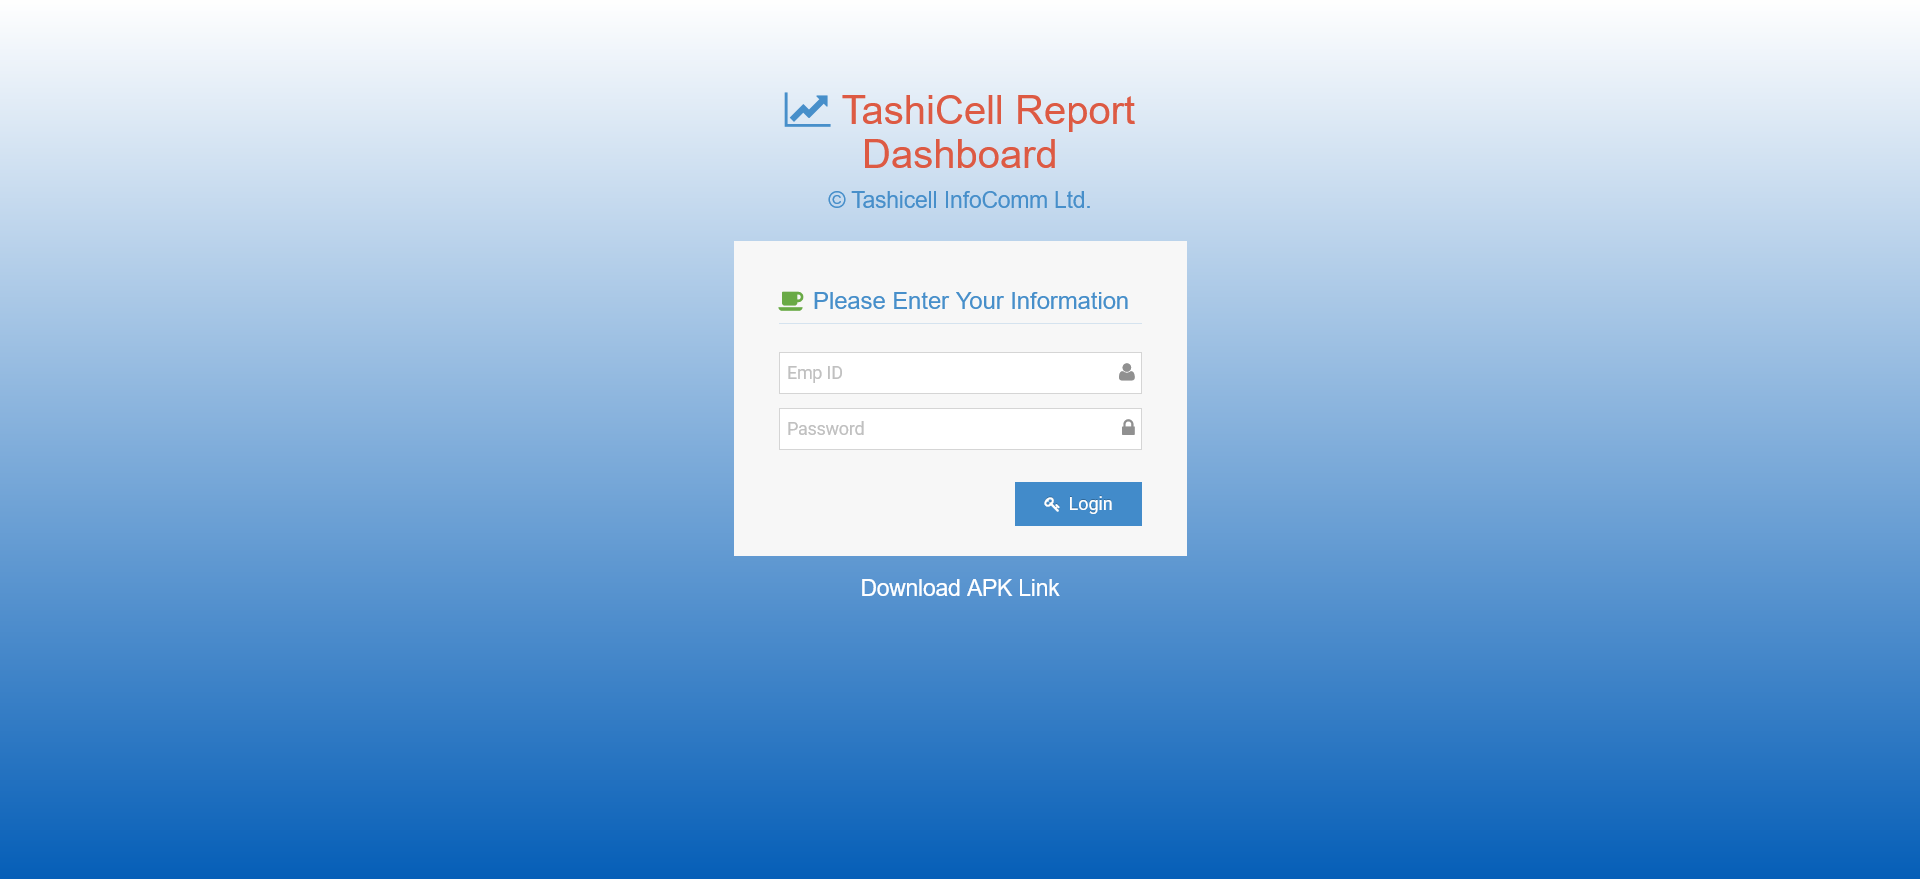 TashiCell Report
Dashboard
© Tashicell InfoComm Ltd.
Please Enter Your Information
Emp ID
Password
Login
Download APK Link